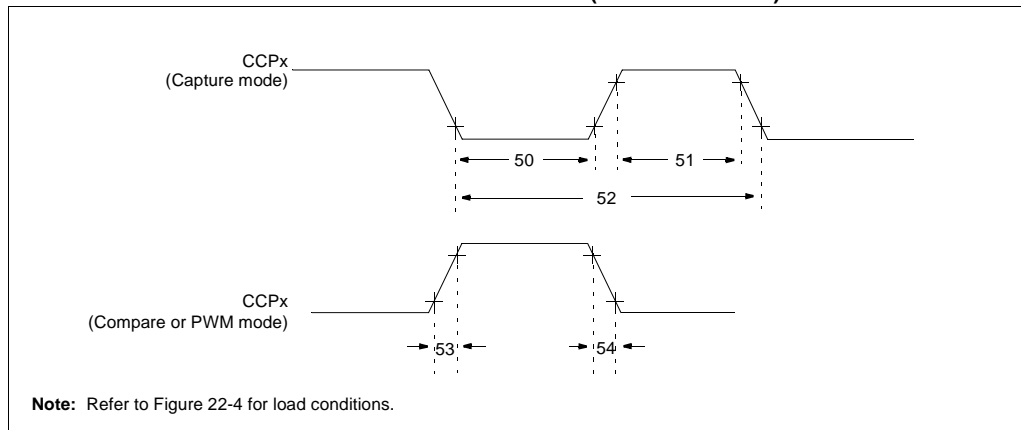 CCPx
(Capture mode)
50
51
52
CCPx
(Compare or PWM mode)
53
54
Note: Refer to Figure 22-4 for load conditions.